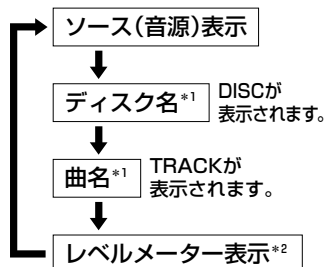 ソース(音源)表示
ディスク名*1
DISCが
表示されます。
曲名*1
TRACKが
表示されます。
レベルメーター表示*2